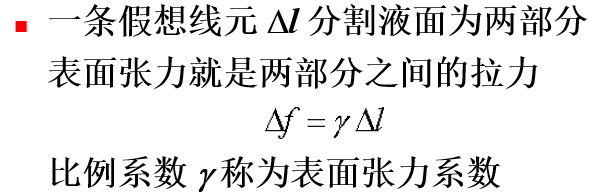 一条假想线元 Δl 分割液面为两部分
表面张力就是两部分之间的拉力
Δf = γ Δl
比例系数 γ 称为表面张力系数